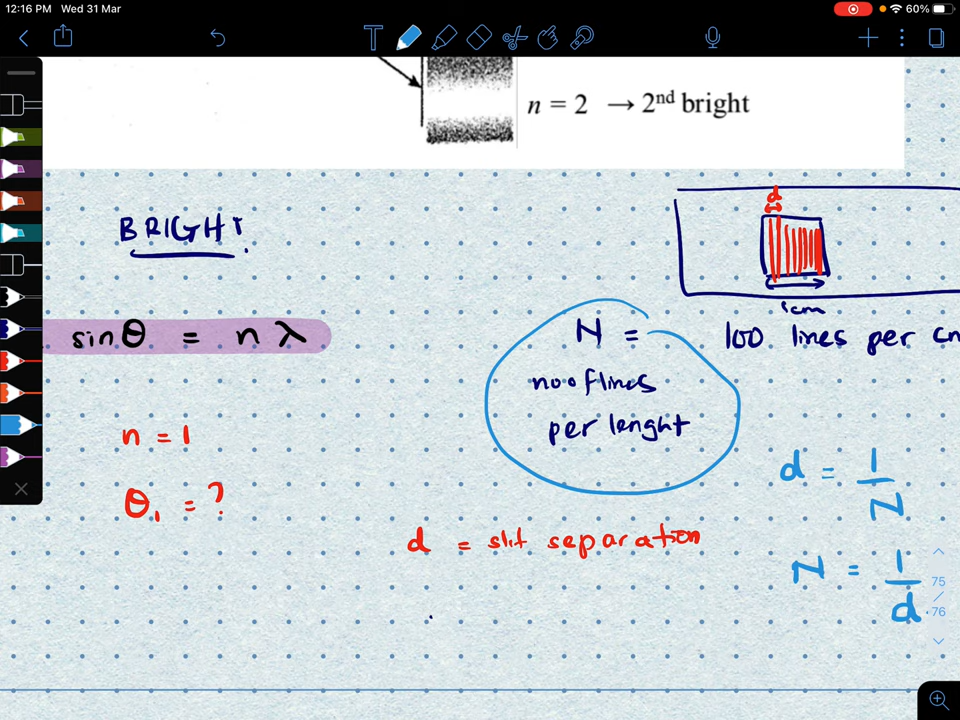 12:16 PM Wed 31 Mar
60%
n = 2 → 2nd bright
d
BRIGHT
1cm
sinθ = nλ
N =
no of lines
per lenght
100 lines per cm
n = 1
θ₁ = ?
d = 1/N
d = slit separation
N = 1/d
75
/
76